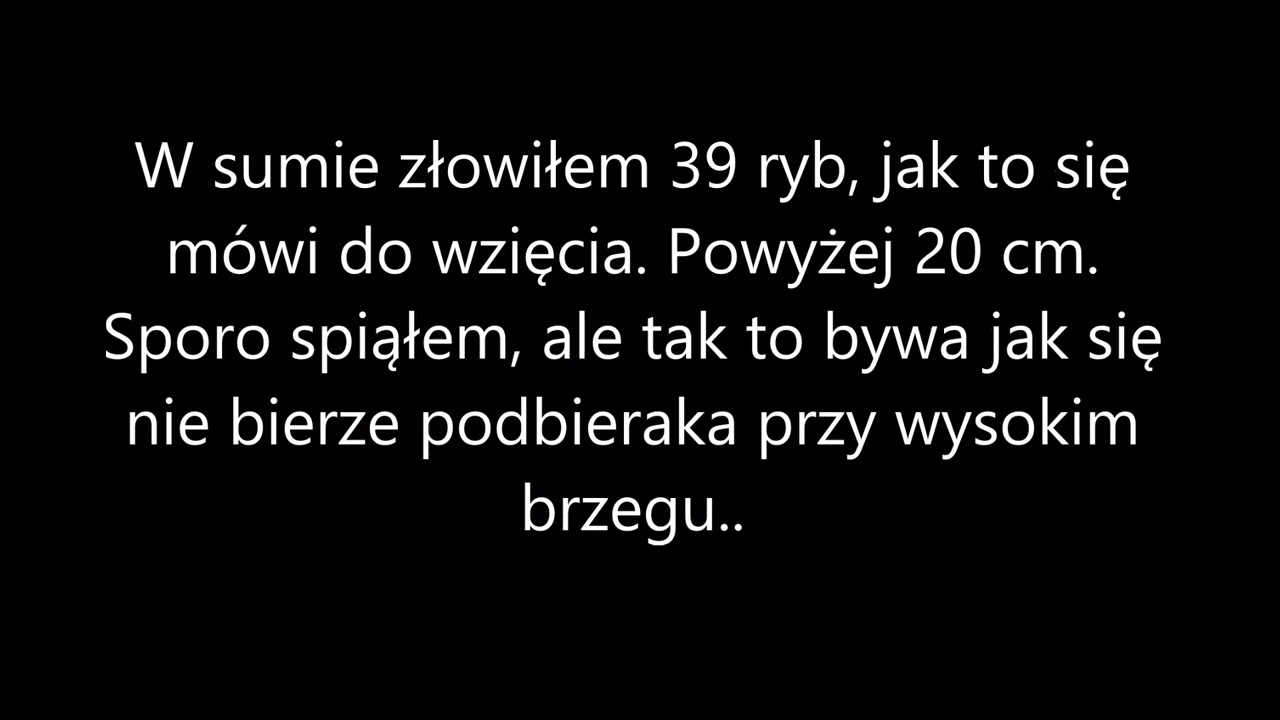 W sumie złowiłem 39 ryb, jak to się
mówi do wzięcia. Powyżej 20 cm.
Sporo spiąłem, ale tak to bywa jak się
nie bierze podbieraka przy wysokim
brzegu..